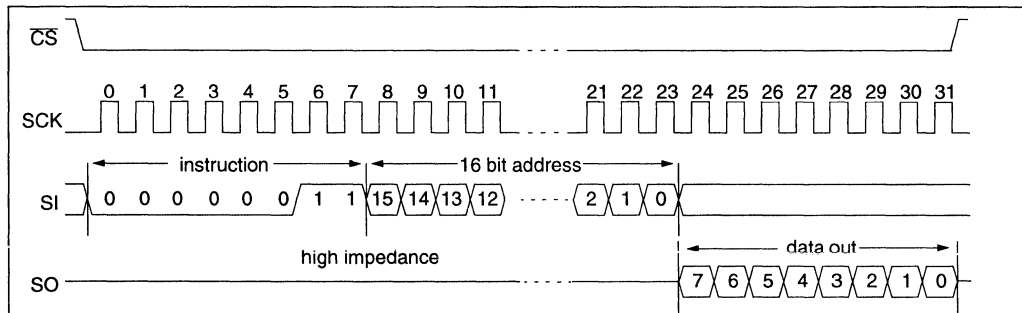 CS
0 1 2 3 4 5 6 7 8 9 10 11 21 22 23 24 25 26 27 28 29 30 31
SCK
instruction 16 bit address
SI 0 0 0 0 0 0 1 1 15 14 13 12 2 1 0
high impedance data out
SO 7 6 5 4 3 2 1 0